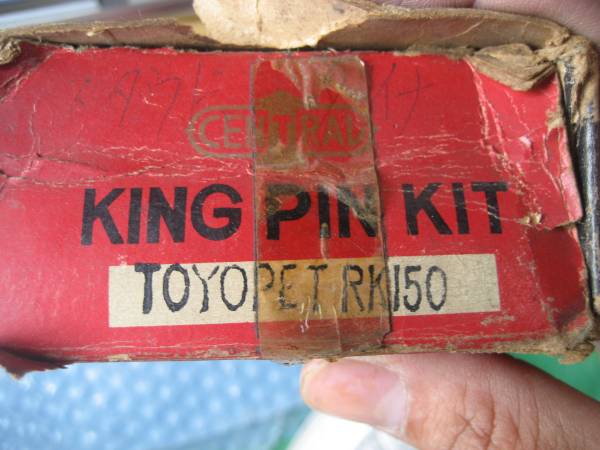 CENTRAL
KING PIN KIT
TOYOPET RK150